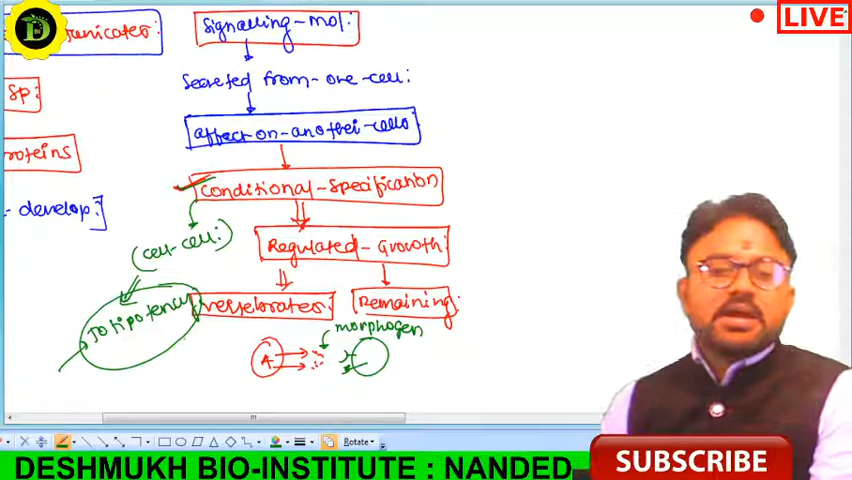 LIVE
unicates:
Signalling-mol:
Secreted from-one-cell:
Sp:
affect-on-another-cells
roteins
Conditional-Specification
- develop:
(cell-cell:)
Regulated-Growth:
Totipotency
Vertebrates:
Remaining:
morphogen
A
Rotate
DESHMUKH BIO-INSTITUTE : NANDED
SUBSCRIBE